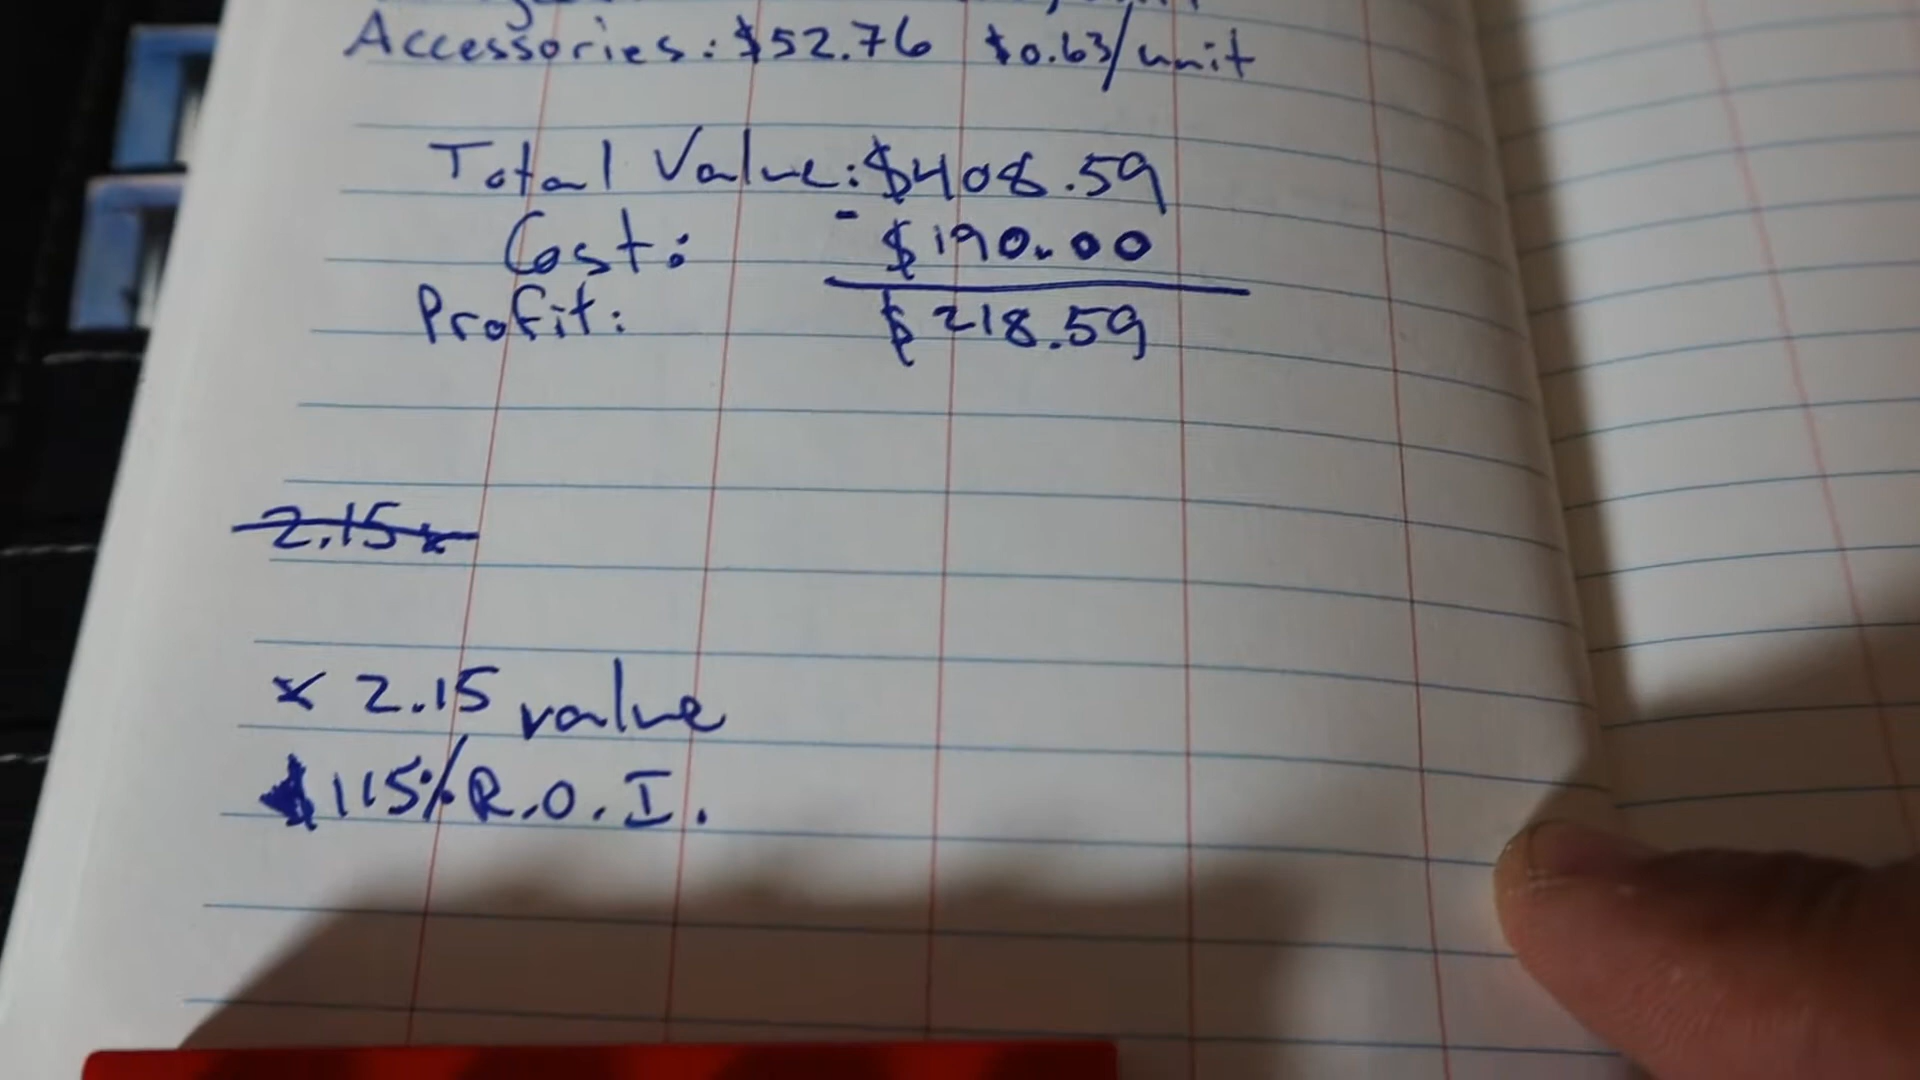 Accessories: $52.76 $0.63/unit
Total Value: $408.59
Cost: - $190.00
Profit: $218.59
2.15x
x 2.15 value
115% R.O.I.